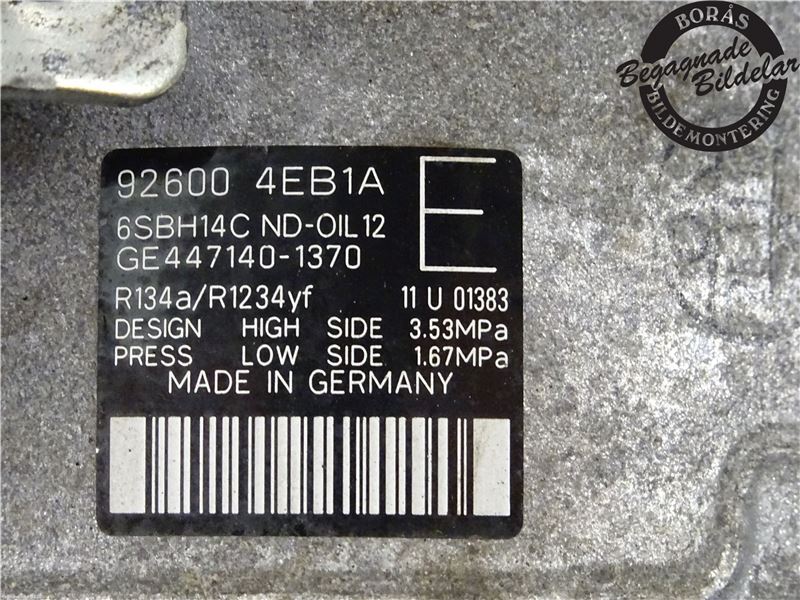 BORÅS
Begagnade
Bildelar
BILDEMONTERING
92600 4EB1A
E
6SBH14C ND-OIL12
GE447140-1370
R134a/R1234yf 11 U 01383
DESIGN HIGH SIDE 3.53MPa
PRESS LOW SIDE 1.67MPa
MADE IN GERMANY